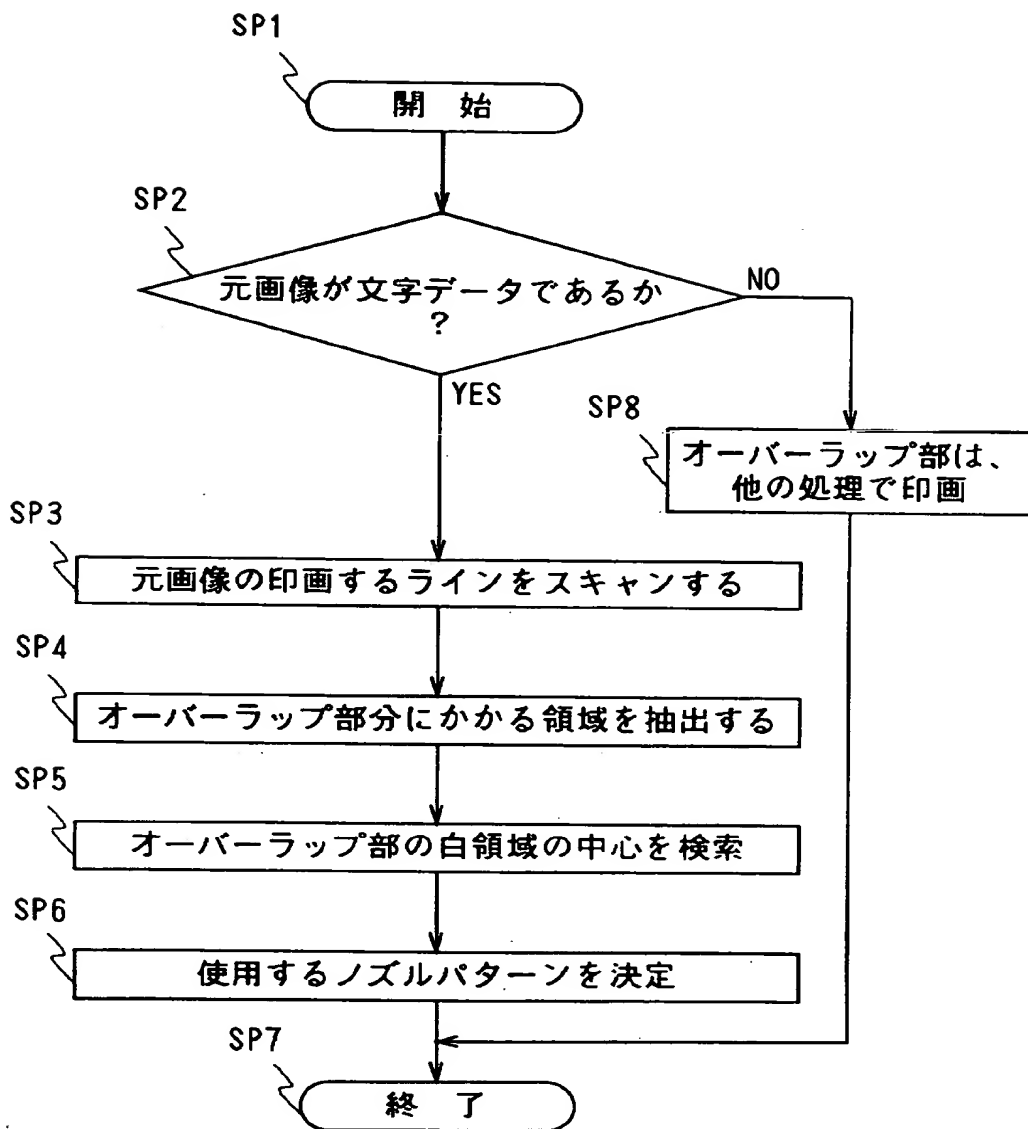 SP1
開 始
SP2
元画像が文字データであるか
?
NO
YES
SP8
オーバーラップ部は、
他の処理で印画
SP3
元画像の印画するラインをスキャンする
SP4
オーバーラップ部分にかかる領域を抽出する
SP5
オーバーラップ部の白領域の中心を検索
SP6
使用するノズルパターンを決定
SP7
終 了